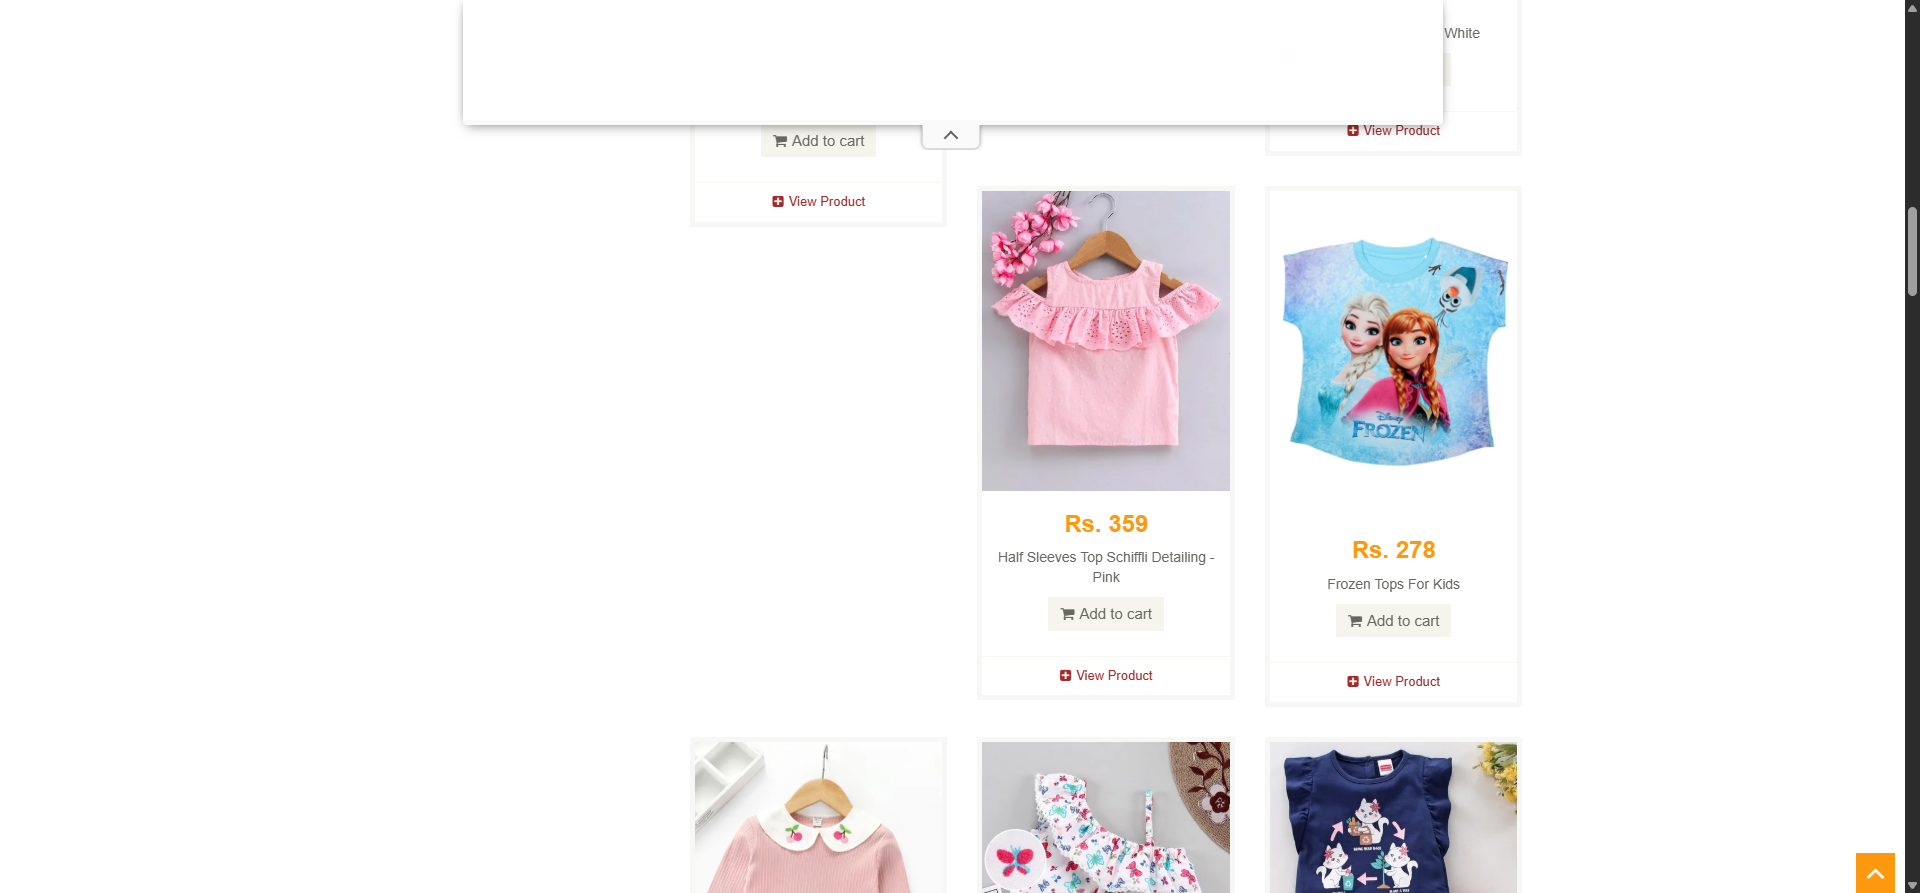 White
View Product
Add to cart
View Product
Disney
FROZEN
Rs. 359
Half Sleeves Top Schiffli Detailing -
Pink
Add to cart
View Product
Rs. 278
Frozen Tops For Kids
Add to cart
View Product